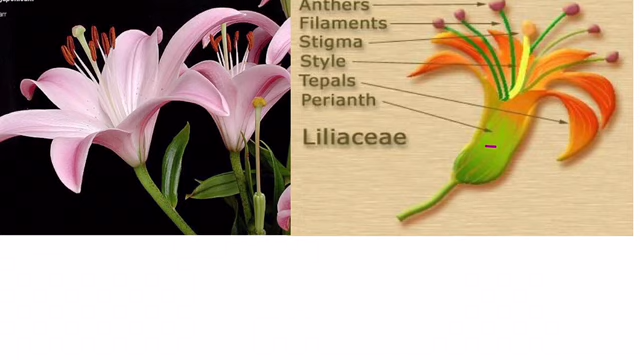 Anthers
Filaments
Stigma
Style
Tepals
Perianth
Liliaceae